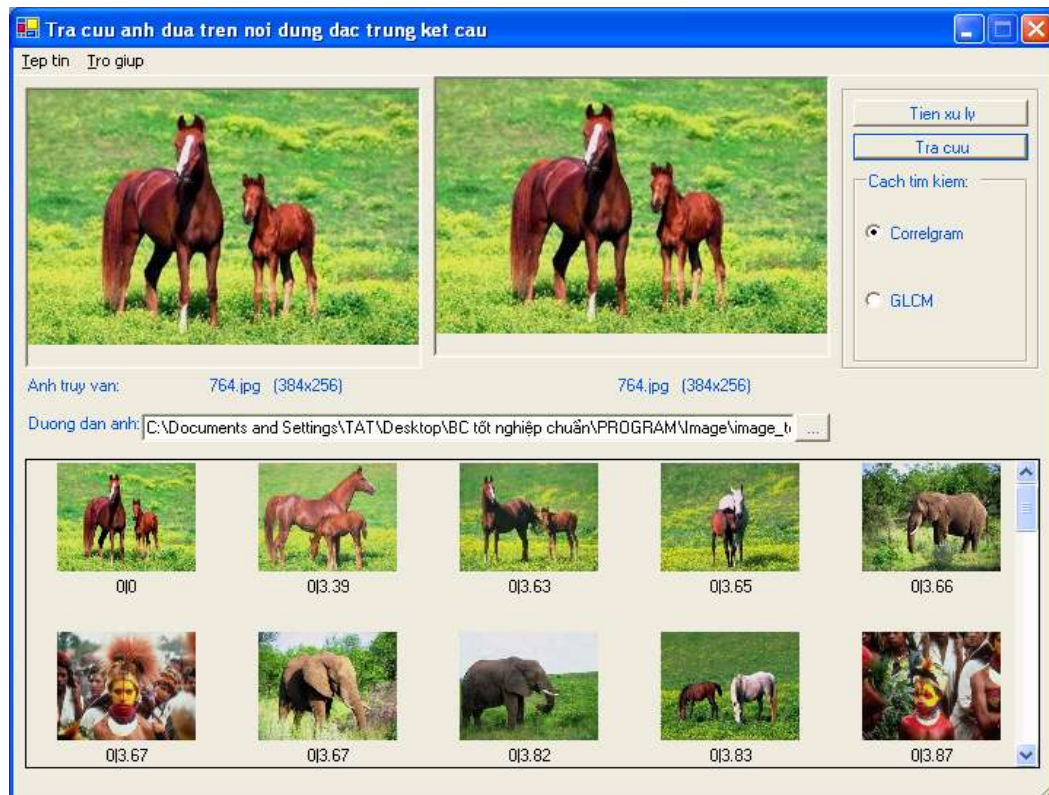 Tra cuu anh dua tren noi dung dac trung ket cau
Tep tin Tro giup
Tien xu ly
Tra cuu
Cach tim kiem:
Correlgram
GLCM
Anh truy van: 764.jpg (384x256) 764.jpg (384x256)
Duong dan anh: C:\Documents and Settings\TAT\Desktop\BC tốt nghiệp chuẩn\PROGRAM\Image\image_t ...
0|0 0|3.39 0|3.63 0|3.65 0|3.66
0|3.67 0|3.67 0|3.82 0|3.83 0|3.87